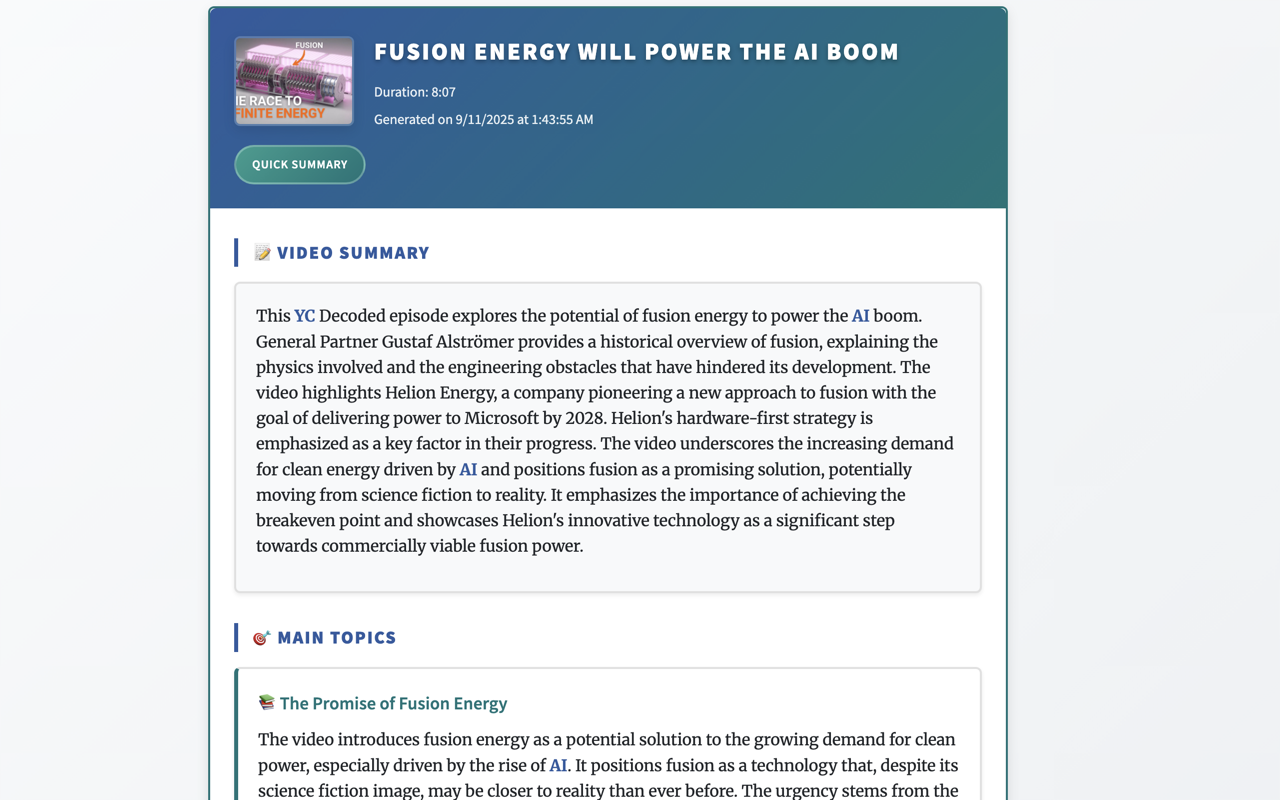 FUSION
IE RACE TO
FINITE ENERGY
FUSION ENERGY WILL POWER THE AI BOOM
Duration: 8:07
Generated on 9/11/2025 at 1:43:55 AM
QUICK SUMMARY
📝 VIDEO SUMMARY
This YC Decoded episode explores the potential of fusion energy to power the AI boom.
General Partner Gustaf Alströmer provides a historical overview of fusion, explaining the
physics involved and the engineering obstacles that have hindered its development. The
video highlights Helion Energy, a company pioneering a new approach to fusion with the
goal of delivering power to Microsoft by 2028. Helion's hardware-first strategy is
emphasized as a key factor in their progress. The video underscores the increasing demand
for clean energy driven by AI and positions fusion as a promising solution, potentially
moving from science fiction to reality. It emphasizes the importance of achieving the
breakeven point and showcases Helion's innovative technology as a significant step
towards commercially viable fusion power.
🎯 MAIN TOPICS
📚 The Promise of Fusion Energy
The video introduces fusion energy as a potential solution to the growing demand for clean
power, especially driven by the rise of AI. It positions fusion as a technology that, despite its
science fiction image, may be closer to reality than ever before. The urgency stems from the